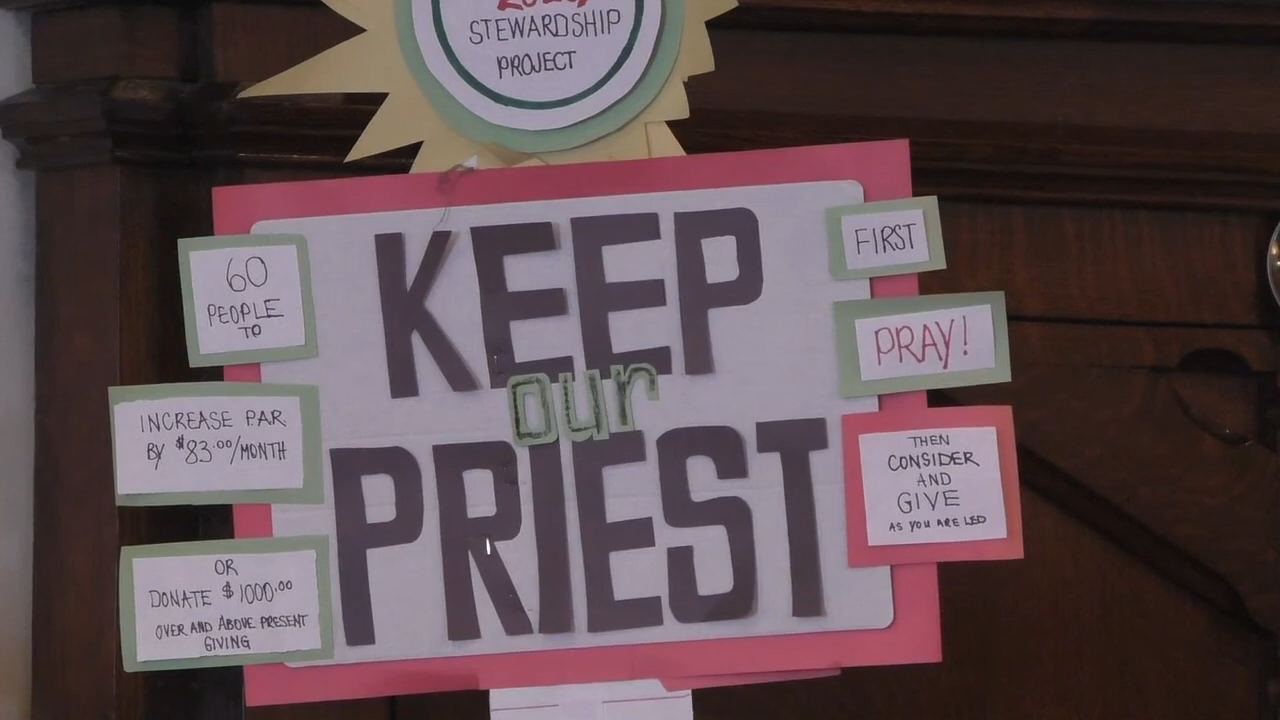 STEWARDSHIP
PROJECT
KEEP
our
PRIEST
60
PEOPLE
TO
INCREASE P.A.R.
BY $83.00/MONTH
OR
DONATE $1000.00
OVER AND ABOVE PRESENT
GIVING
FIRST
PRAY!
THEN
CONSIDER
AND
GIVE
AS YOU ARE LED